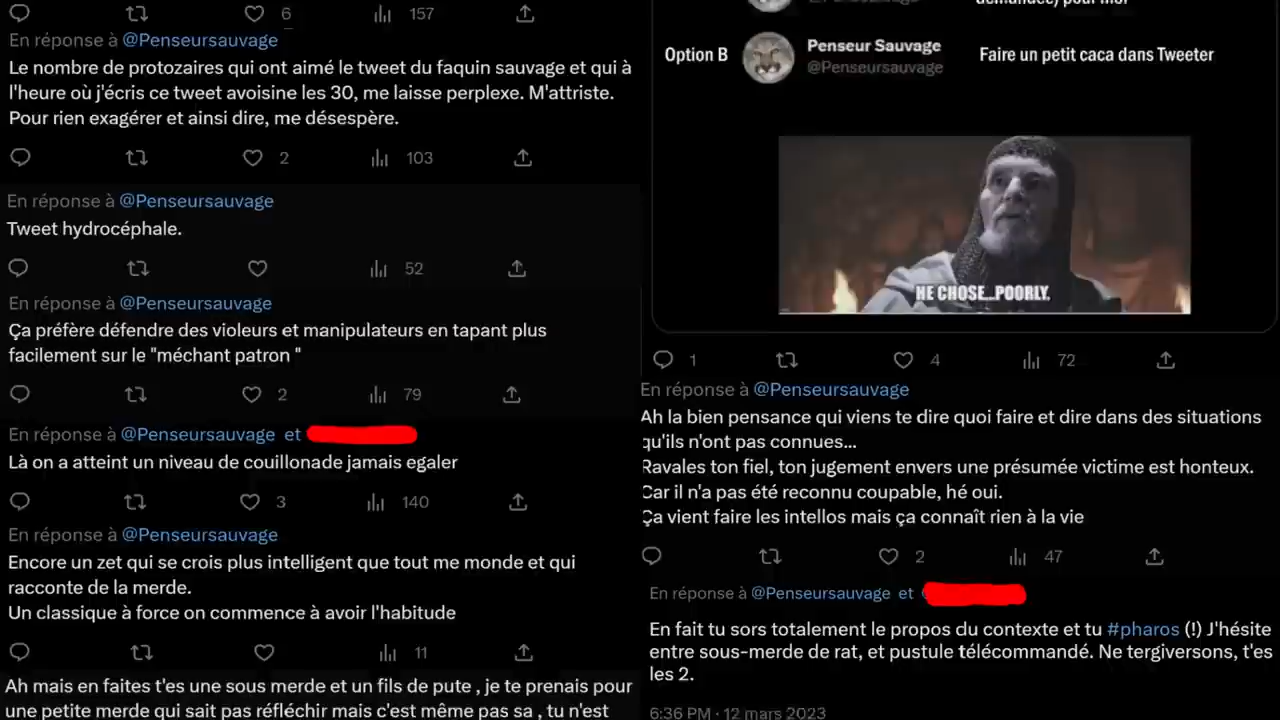 6
157
En réponse à @Penseursauvage
Le nombre de protozaires qui ont aimé le tweet du faquin sauvage et qui à
l'heure où j'écris ce tweet avoisine les 30, me laisse perplexe. M'attriste.
Pour rien exagérer et ainsi dire, me désespère.
2
103
En réponse à @Penseursauvage
Tweet hydrocéphale.
52
En réponse à @Penseursauvage
Ça préfère défendre des violeurs et manipulateurs en tapant plus
facilement sur le "méchant patron "
2
79
En réponse à @Penseursauvage et
Là on a atteint un niveau de couillonade jamais egaler
3
140
En réponse à @Penseursauvage
Encore un zet qui se crois plus intelligent que tout me monde et qui
racconte de la merde.
Un classique à force on commence à avoir l'habitude
11
Ah mais en faites t'es une sous merde et un fils de pute , je te prenais pour
une petite merde qui sait pas réfléchir mais c'est même pas sa , tu n'est
Option B
Penseur Sauvage
@Penseursauvage
Faire un petit caca dans Tweeter
HE CHOSE...POORLY.
1
4
72
En réponse à @Penseursauvage
Ah la bien pensance qui viens te dire quoi faire et dire dans des situations
qu'ils n'ont pas connues...
Ravales ton fiel, ton jugement envers une présumée victime est honteux.
Car il n'a pas été reconnu coupable, hé oui.
Ça vient faire les intellos mais ça connaît rien à la vie
2
47
En réponse à @Penseursauvage et
En fait tu sors totalement le propos du contexte et tu #pharos (!) J'hésite
entre sous-merde de rat, et pustule télécommandé. Ne tergiversons, t'es
les 2.
6:36 PM · 12 mars 2023